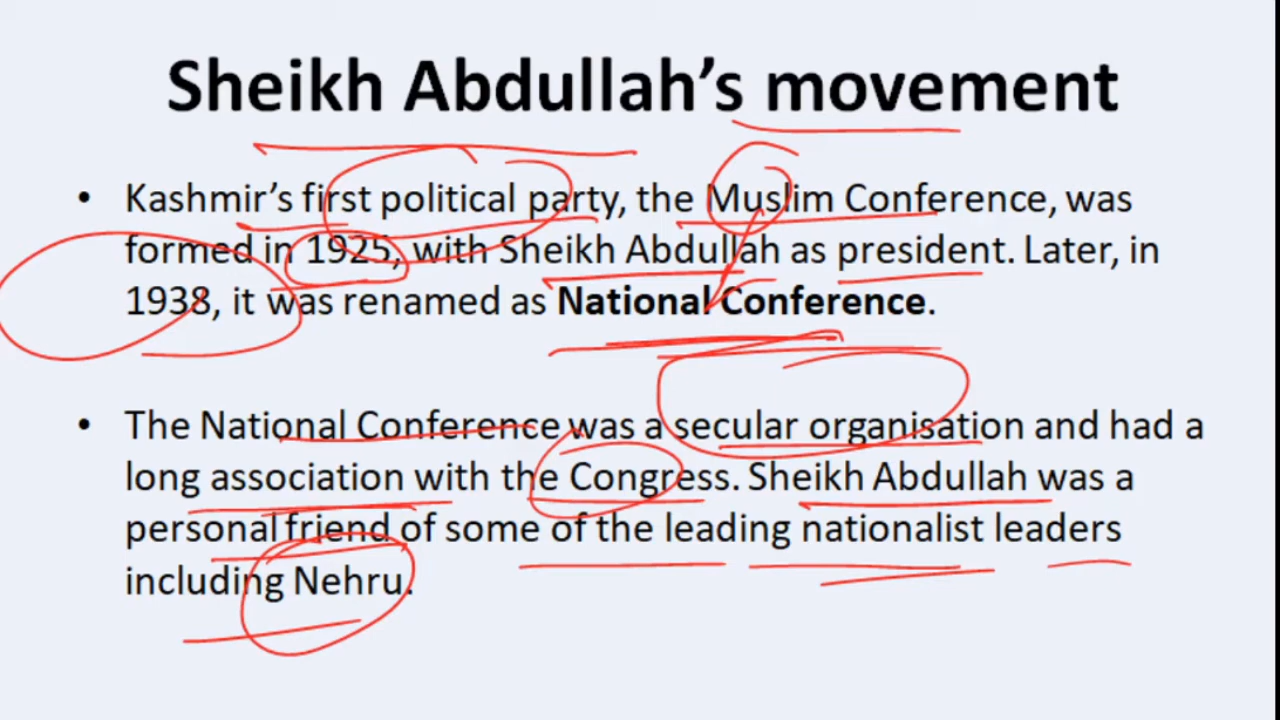 Sheikh Abdullah's movement
• Kashmir's first political party, the Muslim Conference, was
formed in 1925, with Sheikh Abdullah as president. Later, in
1938, it was renamed as National Conference.
• The National Conference was a secular organisation and had a
long association with the Congress. Sheikh Abdullah was a
personal friend of some of the leading nationalist leaders
including Nehru.